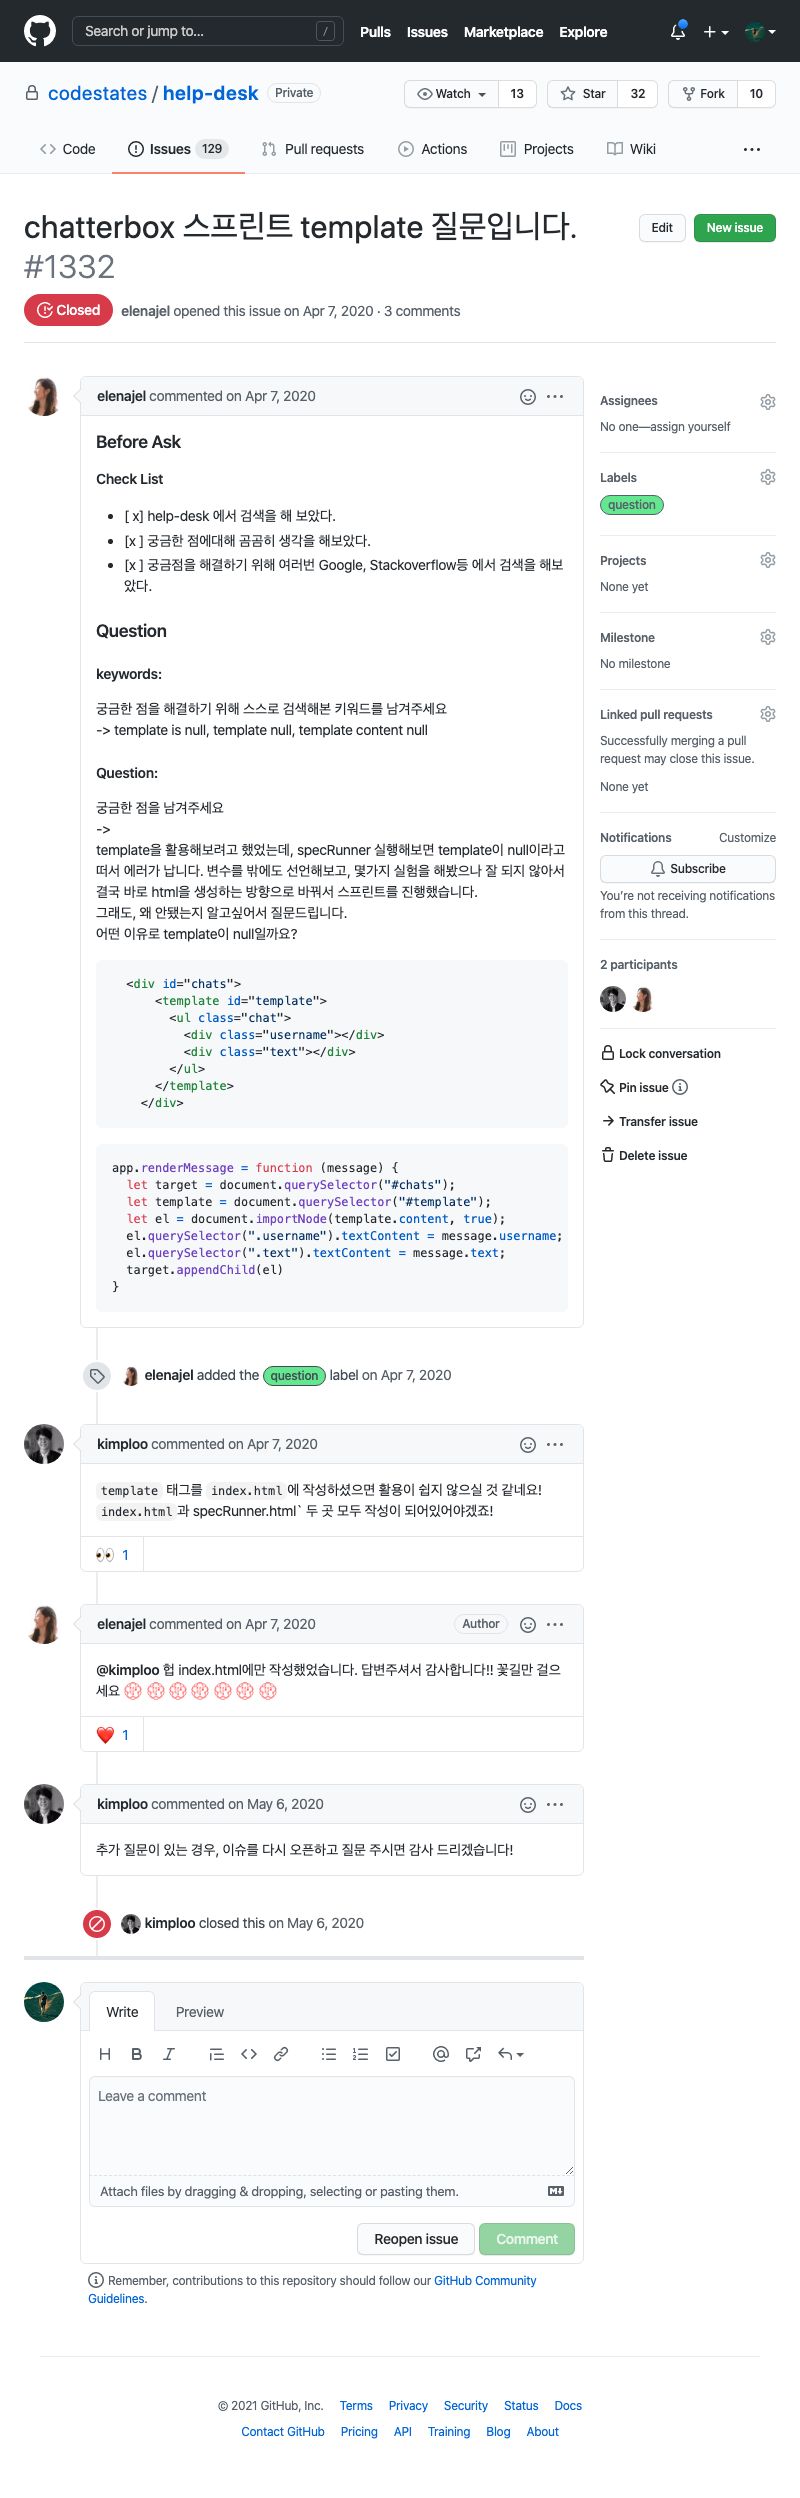 Search or jump to... /
Pulls Issues Marketplace Explore
codestates / help-desk Private
Watch 13 Star 32 Fork 10
Code Issues 129 Pull requests Actions Projects Wiki ...
chatterbox 스프린트 template 질문입니다.
#1332
Edit New issue
Closed elenajel opened this issue on Apr 7, 2020 · 3 comments
elenajel commented on Apr 7, 2020
Before Ask
Check List
• [ x] help-desk 에서 검색을 해 보았다.
• [x ] 궁금한 점에대해 곰곰히 생각을 해보았다.
• [x ] 궁금점을 해결하기 위해 여러번 Google, Stackoverflow등 에서 검색을 해보
았다.
Question
keywords:
궁금한 점을 해결하기 위해 스스로 검색해본 키워드를 남겨주세요
-> template is null, template null, template content null
Question:
궁금한 점을 남겨주세요
->
template을 활용해보려고 했었는데, specRunner 실행해보면 template이 null이라고
떠서 에러가 납니다. 변수를 밖에도 선언해보고, 몇가지 실험을 해봤으나 잘 되지 않아서
결국 바로 html을 생성하는 방향으로 바꿔서 스프린트를 진행했습니다.
그래도, 왜 안됐는지 알고싶어서 질문드립니다.
어떤 이유로 template이 null일까요?
<div id="chats">
<template id="template">
<ul class="chat">
<div class="username"></div>
<div class="text"></div>
</ul>
</template>
</div>
app.renderMessage = function (message) {
let target = document.querySelector("#chats");
let template = document.querySelector("#template");
let el = document.importNode(template.content, true);
el.querySelector(".username").textContent = message.username;
el.querySelector(".text").textContent = message.text;
target.appendChild(el)
}
elenajel added the question label on Apr 7, 2020
kimploo commented on Apr 7, 2020
template 태그를 index.html 에 작성하셨으면 활용이 쉽지 않으실 것 같네요!
index.html 과 specRunner.html` 두 곳 모두 작성이 되어있어야겠죠!
👀 1
elenajel commented on Apr 7, 2020 Author
@kimploo 헙 index.html에만 작성했었습니다. 답변주셔서 감사합니다!! 꽃길만 걸으
세요
❤️ 1
kimploo commented on May 6, 2020
추가 질문이 있는 경우, 이슈를 다시 오픈하고 질문 주시면 감사 드리겠습니다!
kimploo closed this on May 6, 2020
Write Preview
Leave a comment
Attach files by dragging & dropping, selecting or pasting them.
Reopen issue Comment
Remember, contributions to this repository should follow our GitHub Community
Guidelines.
Assignees
No one—assign yourself
Labels
question
Projects
None yet
Milestone
No milestone
Linked pull requests
Successfully merging a pull
request may close this issue.
None yet
Notifications Customize
Subscribe
You're not receiving notifications
from this thread.
2 participants
Lock conversation
Pin issue
Transfer issue
Delete issue
© 2021 GitHub, Inc. Terms Privacy Security Status Docs
Contact GitHub Pricing API Training Blog About